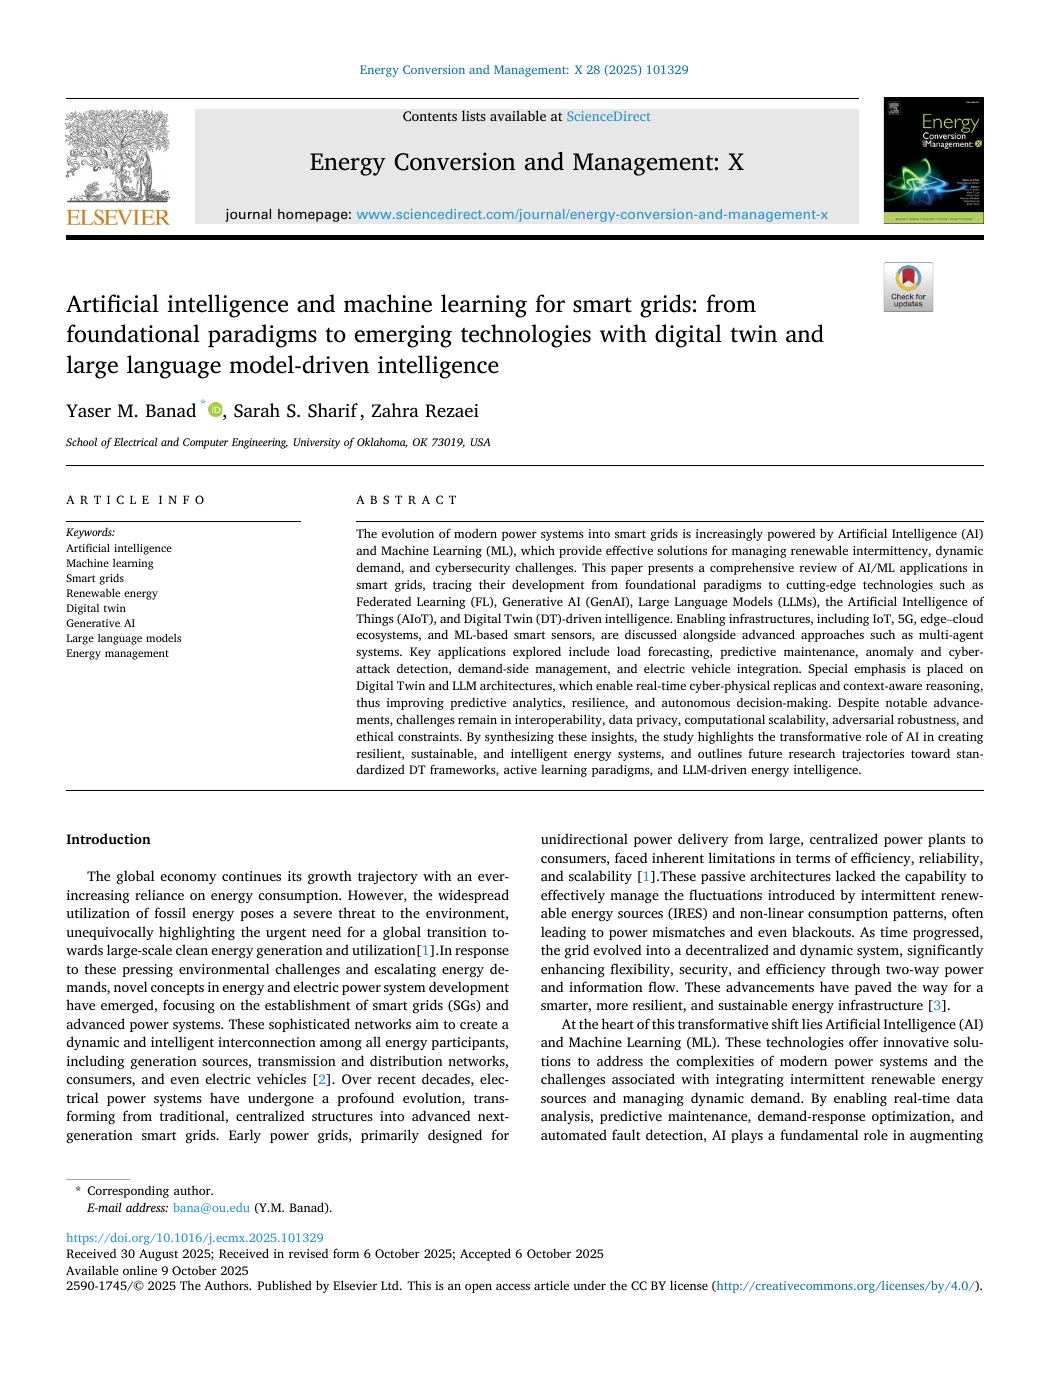 Energy Conversion and Management: X 28 (2025) 101329
Contents lists available at ScienceDirect
Energy Conversion and Management: X
journal homepage: www.sciencedirect.com/journal/energy-conversion-and-management-x
ELSEVIER
Energy
Conversion
and
Management: X
Check for
updates
Artificial intelligence and machine learning for smart grids: from
foundational paradigms to emerging technologies with digital twin and
large language model-driven intelligence
Yaser M. Banad *, Sarah S. Sharif, Zahra Rezaei
School of Electrical and Computer Engineering, University of Oklahoma, OK 73019, USA
ARTICLE INFO
Keywords:
Artificial intelligence
Machine learning
Smart grids
Renewable energy
Digital twin
Generative AI
Large language models
Energy management
ABSTRACT
The evolution of modern power systems into smart grids is increasingly powered by Artificial Intelligence (AI)
and Machine Learning (ML), which provide effective solutions for managing renewable intermittency, dynamic
demand, and cybersecurity challenges. This paper presents a comprehensive review of AI/ML applications in
smart grids, tracing their development from foundational paradigms to cutting-edge technologies such as
Federated Learning (FL), Generative AI (GenAI), Large Language Models (LLMs), the Artificial Intelligence of
Things (AIoT), and Digital Twin (DT)-driven intelligence. Enabling infrastructures, including IoT, 5G, edge–cloud
ecosystems, and ML-based smart sensors, are discussed alongside advanced approaches such as multi-agent
systems. Key applications explored include load forecasting, predictive maintenance, anomaly and cyber-
attack detection, demand-side management, and electric vehicle integration. Special emphasis is placed on
Digital Twin and LLM architectures, which enable real-time cyber-physical replicas and context-aware reasoning,
thus improving predictive analytics, resilience, and autonomous decision-making. Despite notable advance-
ments, challenges remain in interoperability, data privacy, computational scalability, adversarial robustness, and
ethical constraints. By synthesizing these insights, the study highlights the transformative role of AI in creating
resilient, sustainable, and intelligent energy systems, and outlines future research trajectories toward stan-
dardized DT frameworks, active learning paradigms, and LLM-driven energy intelligence.
Introduction
The global economy continues its growth trajectory with an ever-
increasing reliance on energy consumption. However, the widespread
utilization of fossil energy poses a severe threat to the environment,
unequivocally highlighting the urgent need for a global transition to-
wards large-scale clean energy generation and utilization[1].In response
to these pressing environmental challenges and escalating energy de-
mands, novel concepts in energy and electric power system development
have emerged, focusing on the establishment of smart grids (SGs) and
advanced power systems. These sophisticated networks aim to create a
dynamic and intelligent interconnection among all energy participants,
including generation sources, transmission and distribution networks,
consumers, and even electric vehicles [2]. Over recent decades, elec-
trical power systems have undergone a profound evolution, trans-
forming from traditional, centralized structures into advanced next-
generation smart grids. Early power grids, primarily designed for
unidirectional power delivery from large, centralized power plants to
consumers, faced inherent limitations in terms of efficiency, reliability,
and scalability [1].These passive architectures lacked the capability to
effectively manage the fluctuations introduced by intermittent renew-
able energy sources (IRES) and non-linear consumption patterns, often
leading to power mismatches and even blackouts. As time progressed,
the grid evolved into a decentralized and dynamic system, significantly
enhancing flexibility, security, and efficiency through two-way power
and information flow. These advancements have paved the way for a
smarter, more resilient, and sustainable energy infrastructure [3].
At the heart of this transformative shift lies Artificial Intelligence (AI)
and Machine Learning (ML). These technologies offer innovative solu-
tions to address the complexities of modern power systems and the
challenges associated with integrating intermittent renewable energy
sources and managing dynamic demand. By enabling real-time data
analysis, predictive maintenance, demand-response optimization, and
automated fault detection, AI plays a fundamental role in augmenting
* Corresponding author.
E-mail address: bana@ou.edu (Y.M. Banad).
https://doi.org/10.1016/j.ecmx.2025.101329
Received 30 August 2025; Received in revised form 6 October 2025; Accepted 6 October 2025
Available online 9 October 2025
2590-1745/© 2025 The Authors. Published by Elsevier Ltd. This is an open access article under the CC BY license (http://creativecommons.org/licenses/by/4.0/).